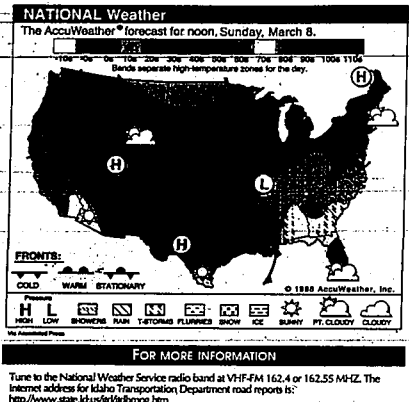 NATIONAL Weather
The AccuWeather® forecast for noon, Sunday, March 8.
-10s -0s 0s 10s 20s 30s 40s 50s 60s 70s 80s 90s 100s 110s
Bands separate high-temperature zones for the day.
H
H
L
H
FRONTS:
COLD WARM STATIONARY
© 1998 AccuWeather, Inc.
Pressure
H L
HIGH LOW SHOWERS RAIN T-STORMS FLURRIES SNOW ICE SUNNY PT. CLOUDY CLOUDY
Via Associated Press
FOR MORE INFORMATION
Tune to the National Weather Service radio band at VHF-FM 162.4 or 162.55 MHZ. The
Internet address for Idaho Transportation Department road reports is: